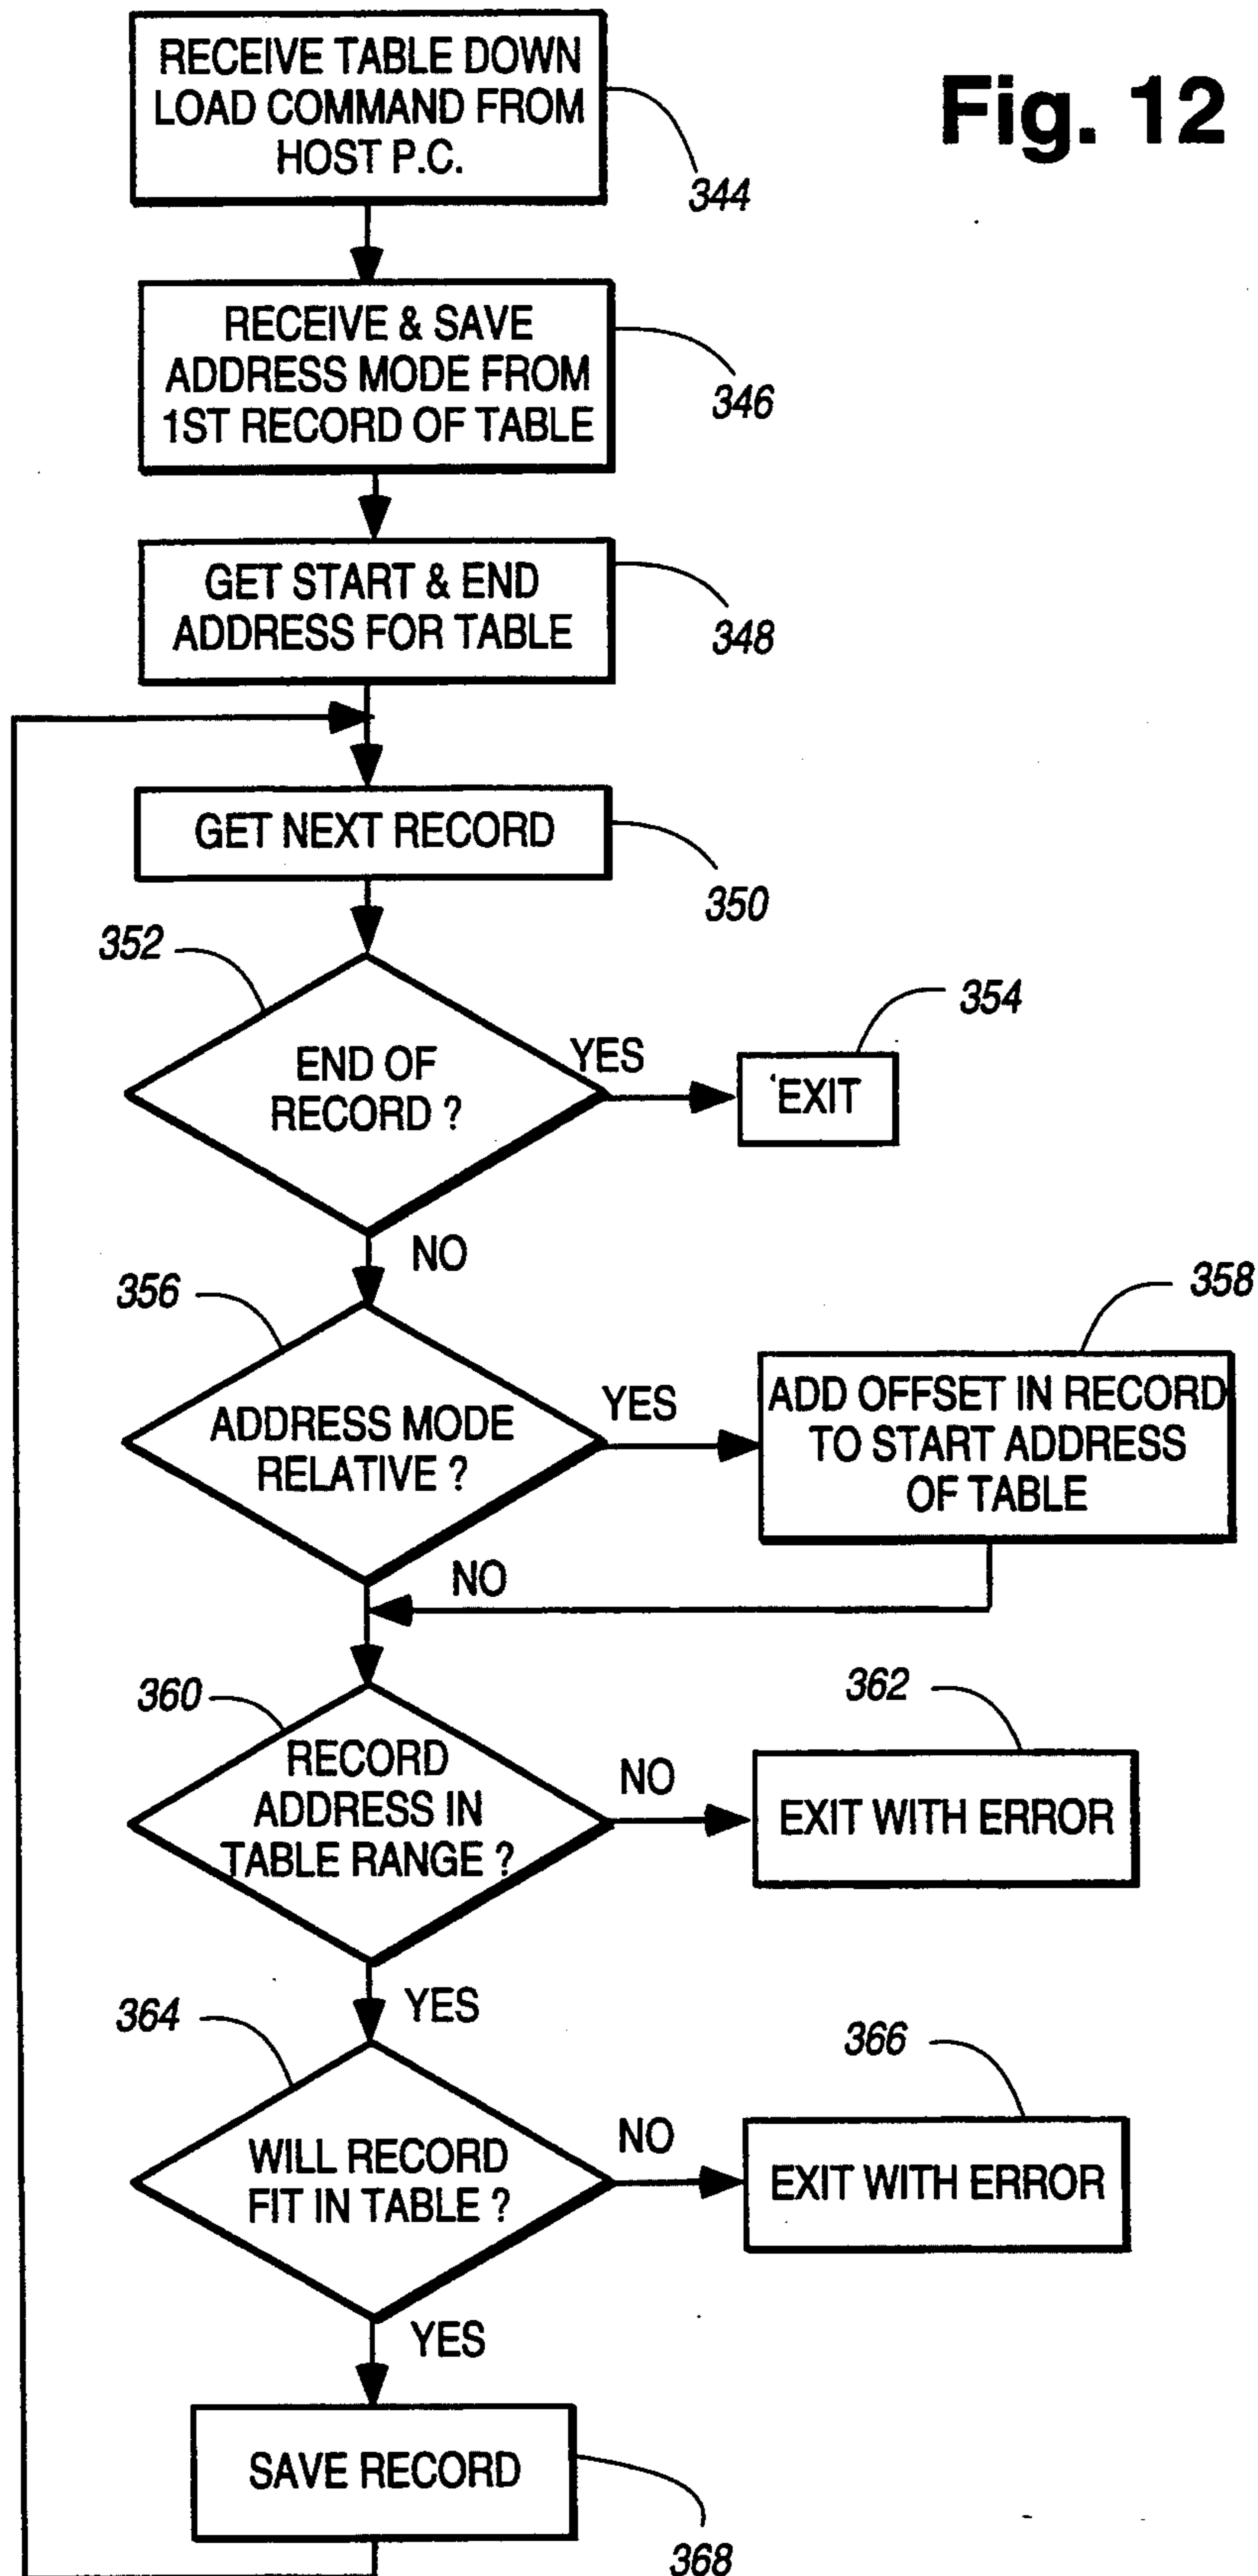 Fig. 12
RECEIVE TABLE DOWN
LOAD COMMAND FROM
HOST P.C.
344
RECEIVE & SAVE
ADDRESS MODE FROM
1ST RECORD OF TABLE
346
GET START & END
ADDRESS FOR TABLE
348
GET NEXT RECORD
350
352
END OF
RECORD ?
YES
354
EXIT
NO
356
ADDRESS MODE
RELATIVE ?
YES
358
ADD OFFSET IN RECORD
TO START ADDRESS
OF TABLE
NO
360
RECORD
ADDRESS IN
TABLE RANGE ?
NO
362
EXIT WITH ERROR
YES
364
WILL RECORD
FIT IN TABLE ?
NO
366
EXIT WITH ERROR
YES
SAVE RECORD
368